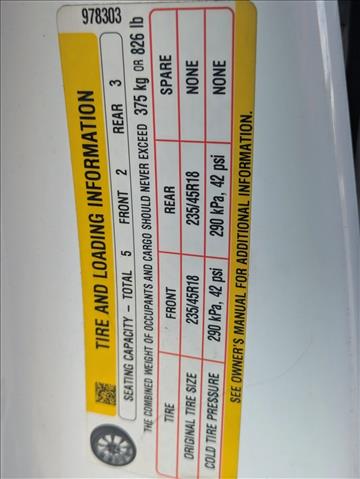 978303
TIRE AND LOADING INFORMATION
SEATING CAPACITY – TOTAL 5 FRONT 2 REAR 3
THE COMBINED WEIGHT OF OCCUPANTS AND CARGO SHOULD NEVER EXCEED 375 kg OR 826 lb
TIRE FRONT REAR SPARE
ORIGINAL TIRE SIZE 235/45R18 235/45R18 NONE
COLD TIRE PRESSURE 290 kPa, 42 psi 290 kPa, 42 psi NONE
SEE OWNER'S MANUAL FOR ADDITIONAL INFORMATION.